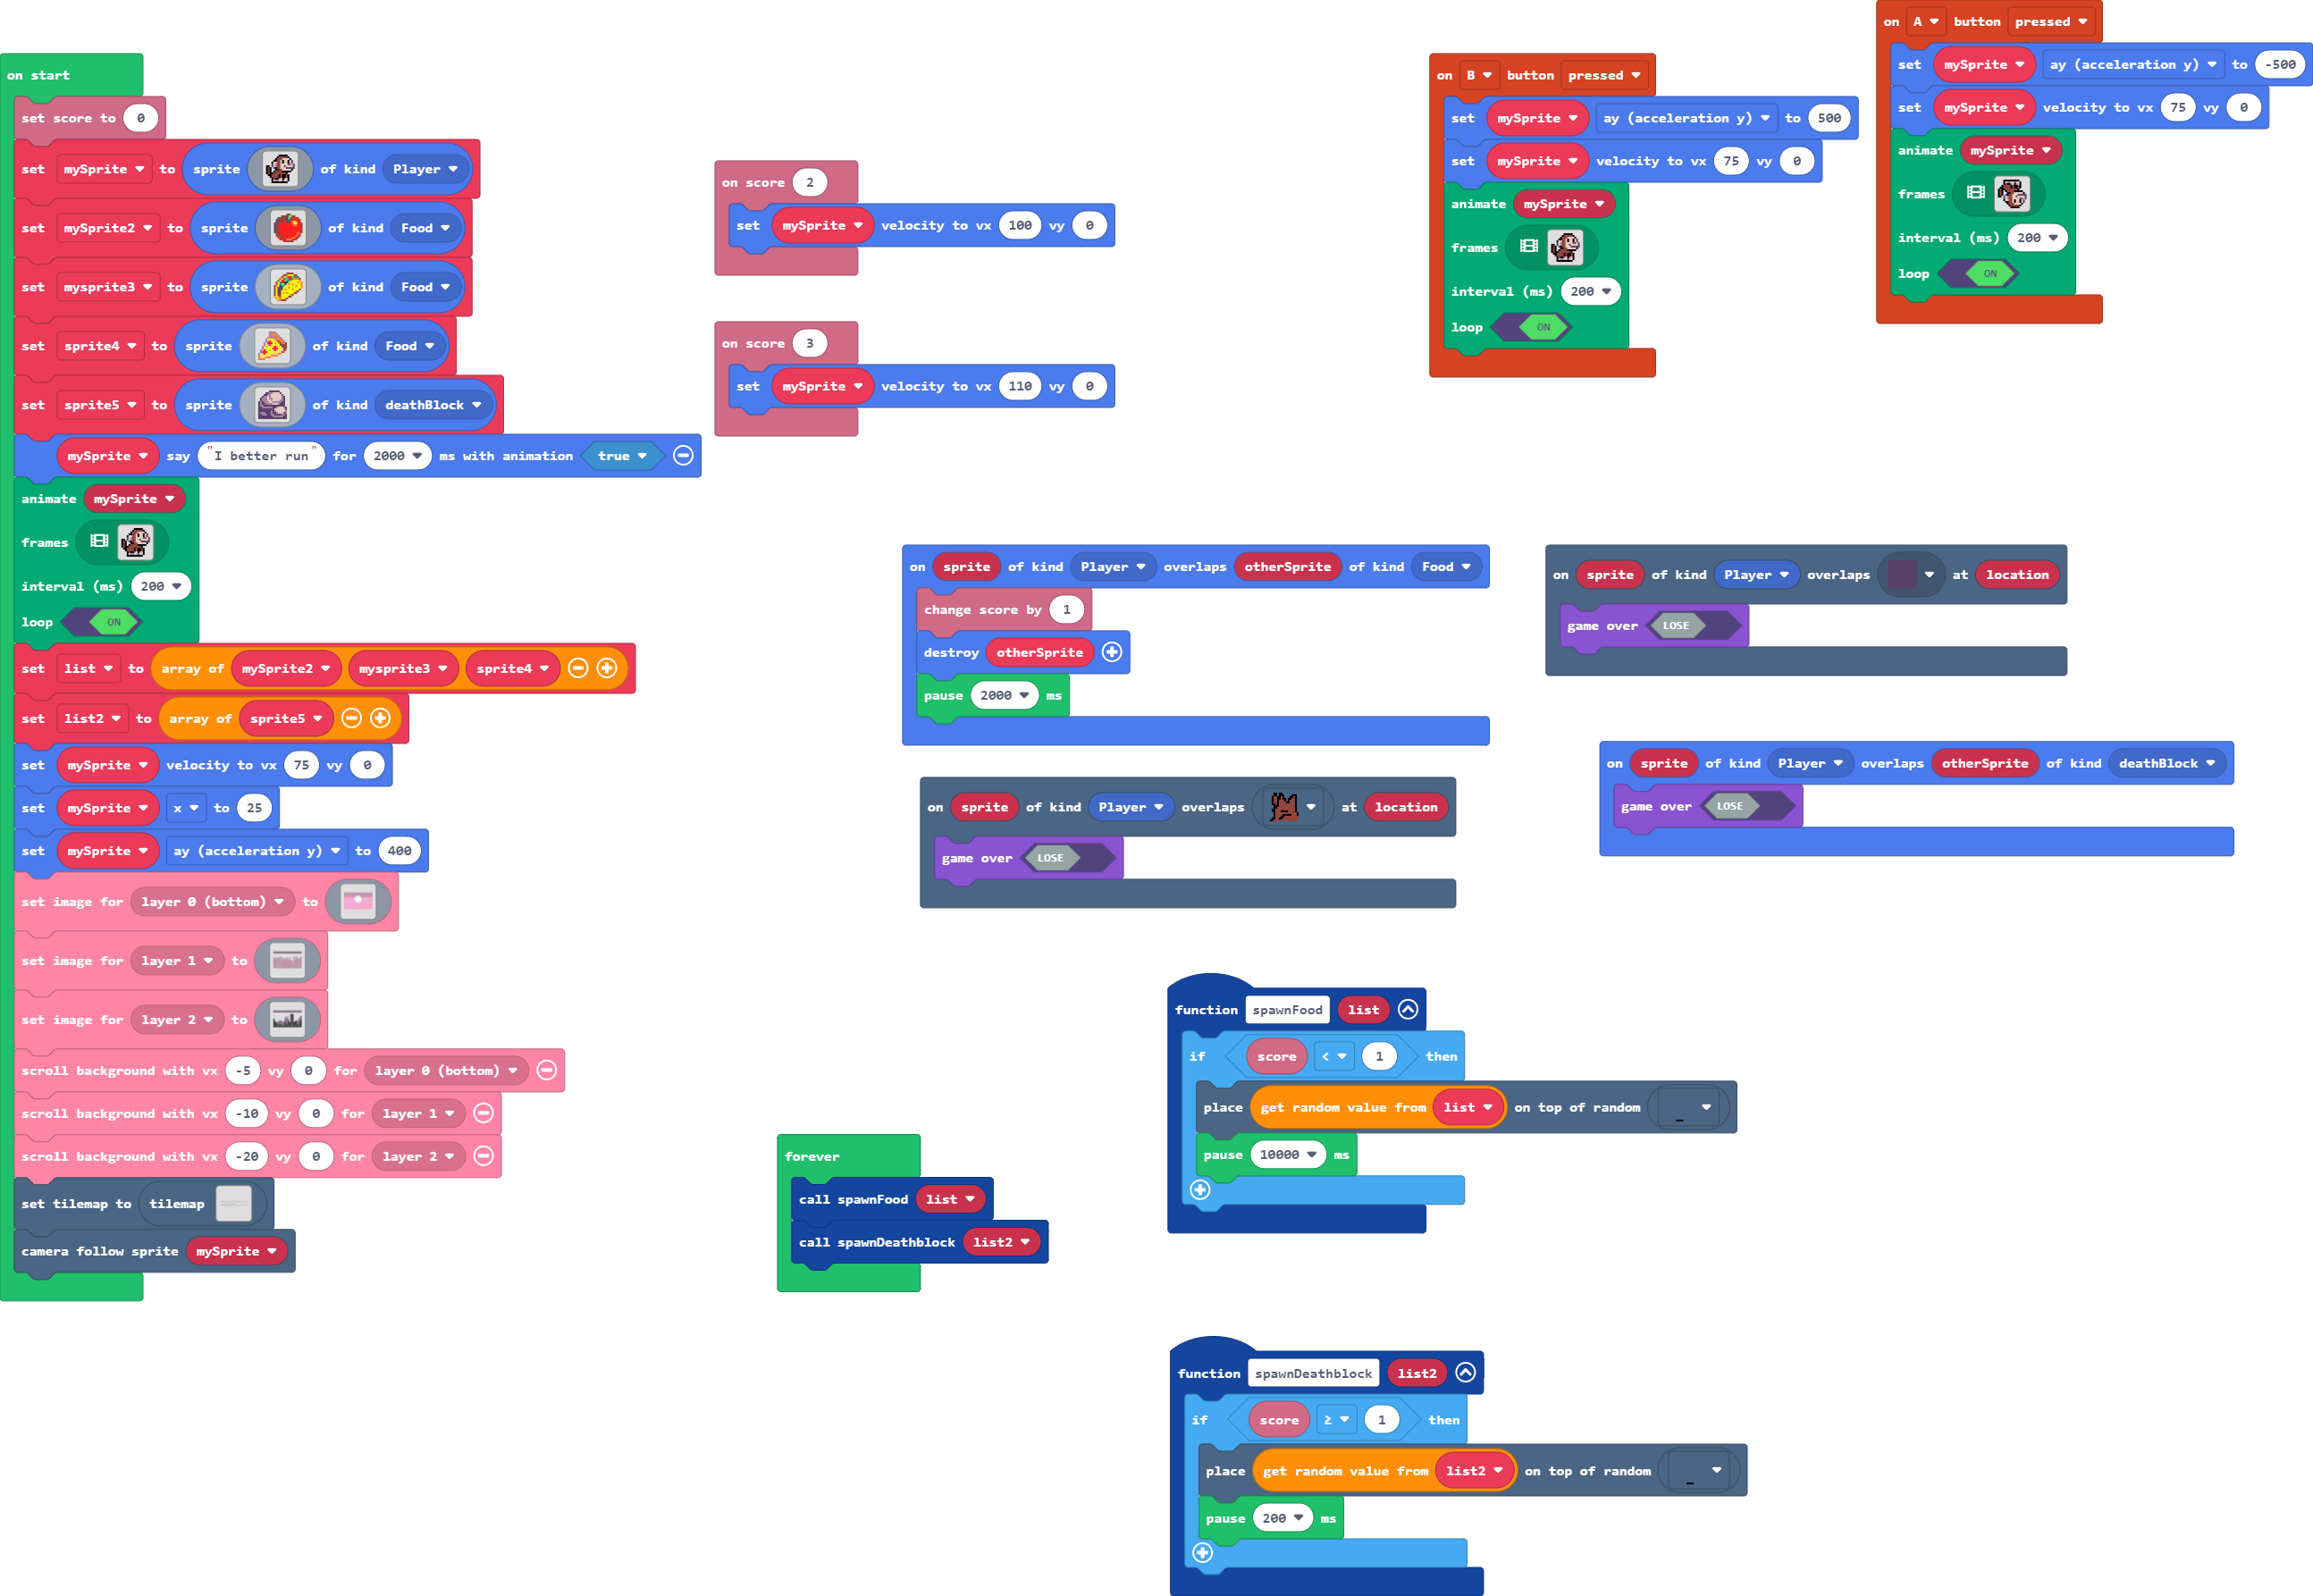 on start
set score to 0
set mySprite to sprite of kind Player
set mySprite2 to sprite of kind Food
set mysprite3 to sprite of kind Food
set sprite4 to sprite of kind Food
set sprite5 to sprite of kind deathBlock
mySprite say "I better run" for 2000 ms with animation true
animate mySprite
frames
interval (ms) 200
loop ON
set list to array of mySprite2 mysprite3 sprite4
set list2 to array of sprite5
set mySprite velocity to vx 75 vy 0
set mySprite x to 25
set mySprite ay (acceleration y) to 400
set image for layer 0 (bottom) to
set image for layer 1 to
set image for layer 2 to
scroll background with vx -5 vy 0 for layer 0 (bottom)
scroll background with vx -10 vy 0 for layer 1
scroll background with vx -20 vy 0 for layer 2
set tilemap to tilemap
camera follow sprite mySprite
on score 2
set mySprite velocity to vx 100 vy 0
on score 3
set mySprite velocity to vx 110 vy 0
on B button pressed
set mySprite ay (acceleration y) to 500
set mySprite velocity to vx 75 vy 0
animate mySprite
frames
interval (ms) 200
loop ON
on A button pressed
set mySprite ay (acceleration y) to -500
set mySprite velocity to vx 75 vy 0
animate mySprite
frames
interval (ms) 200
loop ON
on sprite of kind Player overlaps otherSprite of kind Food
change score by 1
destroy otherSprite
pause 2000 ms
on sprite of kind Player overlaps at location
game over LOSE
on sprite of kind Player overlaps otherSprite of kind deathBlock
game over LOSE
on sprite of kind Player overlaps at location
game over LOSE
function spawnFood list
if score < 1 then
place get random value from list on top of random
pause 10000 ms
forever
call spawnFood list
call spawnDeathblock list2
function spawnDeathblock list2
if score ≥ 1 then
place get random value from list2 on top of random
pause 200 ms